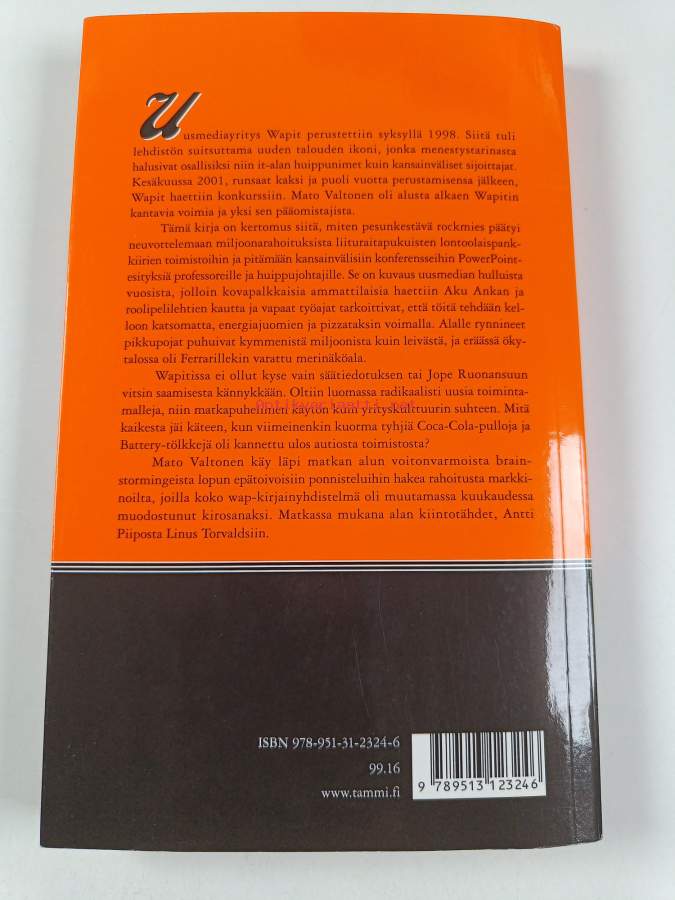 Uusmediayritys Wapit perustettiin syksyllä 1998. Siitä tuli
lehdistön suitsuttama uuden talouden ikoni, jonka menestystarinasta
halusivat osallisiksi niin it-alan huippunimet kuin kansainväliset sijoittajat.
Kesäkuussa 2001, runsaat kaksi ja puoli vuotta perustamisensa jälkeen,
Wapit haettiin konkurssiin. Mato Valtonen oli alusta alkaen Wapitin
kantavia voimia ja yksi sen pääomistajista.
Tämä kirja on kertomus siitä, miten pesunkestävä rockmies päätyi
neuvottelemaan miljoonarahoituksista liituraitapukuisten lontoolaispank-
kiirien toimistoihin ja pitämään kansainvälisiin konferensseihin PowerPoint-
esityksiä professoreille ja huippujohtajille. Se on kuvaus uusmedian hulluista
vuosista, jolloin kovapalkkaisia ammattilaisia haettiin Aku Ankan ja
roolipelilehtien kautta ja vapaat työajat tarkoittivat, että töitä tehdään kel-
loon katsomatta, energiajuomien ja pizzataksin voimalla. Alalle rynnineet
pikkupojat puhuivat kymmenistä miljoonista kuin leivästä, ja eräässä öky-
talossa oli Ferrarillekin varattu merinäköala.
Wapitissa ei ollut kyse vain säätiedotuksen tai Jope Ruonansuun
vitsin saamisesta kännykkään. Oltiin luomassa radikaalisti uusia toiminta-
malleja, niin matkapuhelimen käytön kuin yrityskulttuurin suhteen. Mitä
antikvariaatti.net
kaikesta jäi käteen, kun viimeinenkin kuorma tyhjiä Coca-Cola-pulloja ja
Battery-tölkkejä oli kannettu ulos autiosta toimistosta?
Mato Valtonen käy läpi matkan alun voitonvarmoista brain-
stormingeista lopun epätoivoisiin ponnisteluihin hakea rahoitusta markki-
noilta, joilla koko wap-kirjainyhdistelmä oli muutamassa kuukaudessa
muodostunut kirosanaksi. Matkassa mukana alan kiintotähdet, Antti
Piiposta Linus Torvaldsiin.
ISBN 978-951-31-2324-6
99.16
www.tammi.fi
9 789513 123246